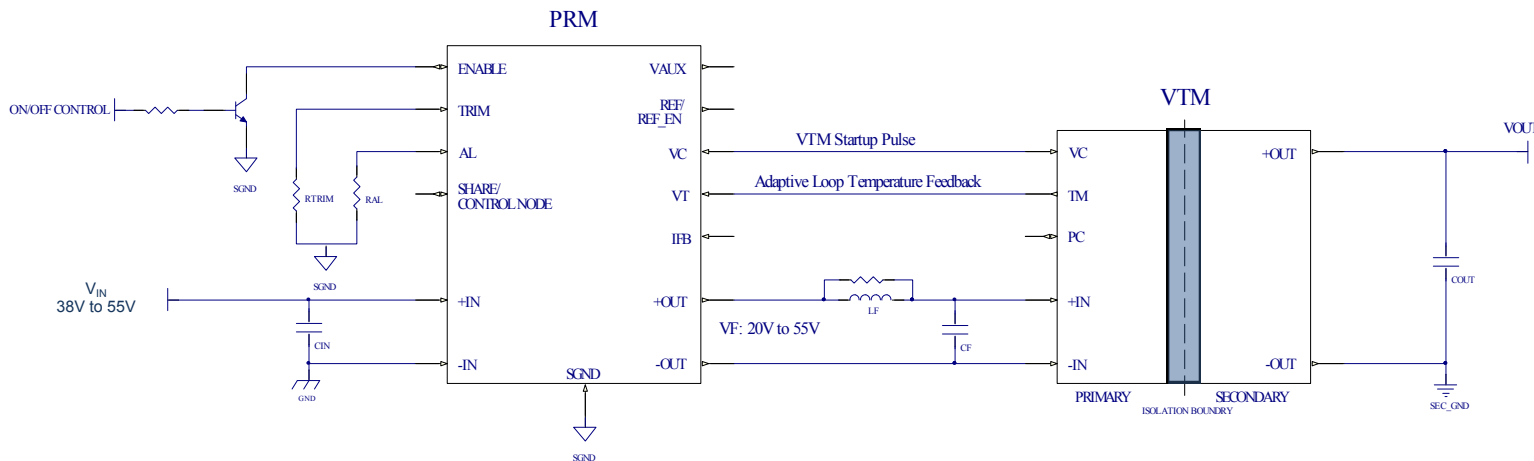 PRM
ENABLE
VAUX
ON/OFF CONTROL
TRIM
REF/
REF_EN
VTM
VOUT
AL
VC
VTM Startup Pulse
VC
+OUT
SGND
SHARE/
CONTROL NODE
VT
Adaptive Loop Temperature Feedback
TM
RTRIM
RAL
IFB
PC
SGND
VIN
38V to 55V
+IN
+OUT
LF
+IN
COUT
CIN
VF: 20V to 55V
CF
-IN
SGND
-OUT
-IN
-OUT
GND
PRIMARY
SECONDARY
ISOLATION BOUNDRY
SEC_GND
SGND